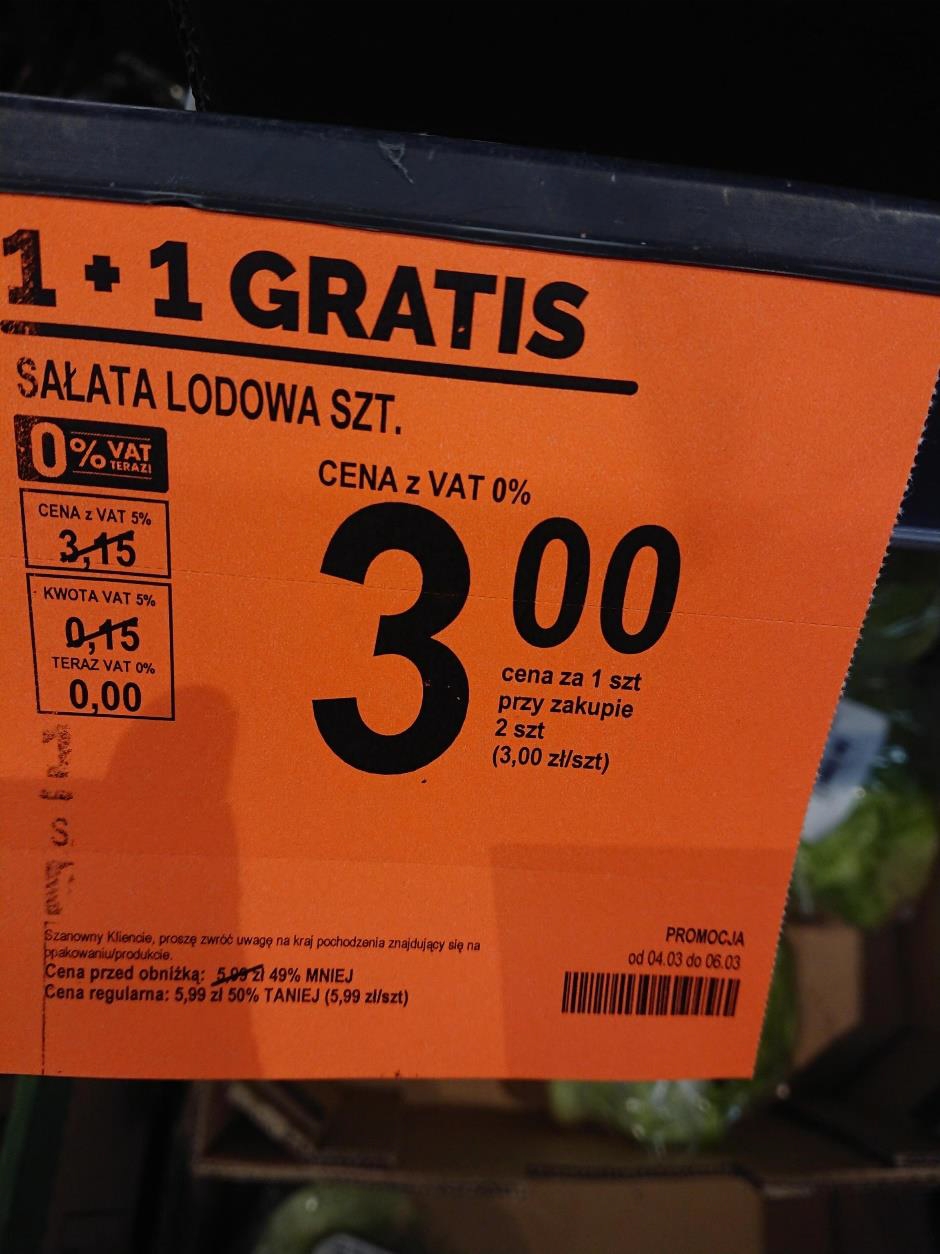 1 + 1 GRATIS
SAŁATA LODOWA SZT.
0% VAT
TERAZ!
CENA z VAT 5%
3,15
KWOTA VAT 5%
0,15
TERAZ VAT 0%
0,00
CENA z VAT 0%
3 00
cena za 1 szt
przy zakupie
2 szt
(3,00 zł/szt)
Szanowny Kliencie, proszę zwróć uwagę na kraj pochodzenia znajdujący się na
opakowaniu/produkcie.
Cena przed obniżką: 5,99 zł 49% MNIEJ
Cena regularna: 5,99 zł 50% TANIEJ (5,99 zł/szt)
PROMOCJA
od 04.03 do 06.03